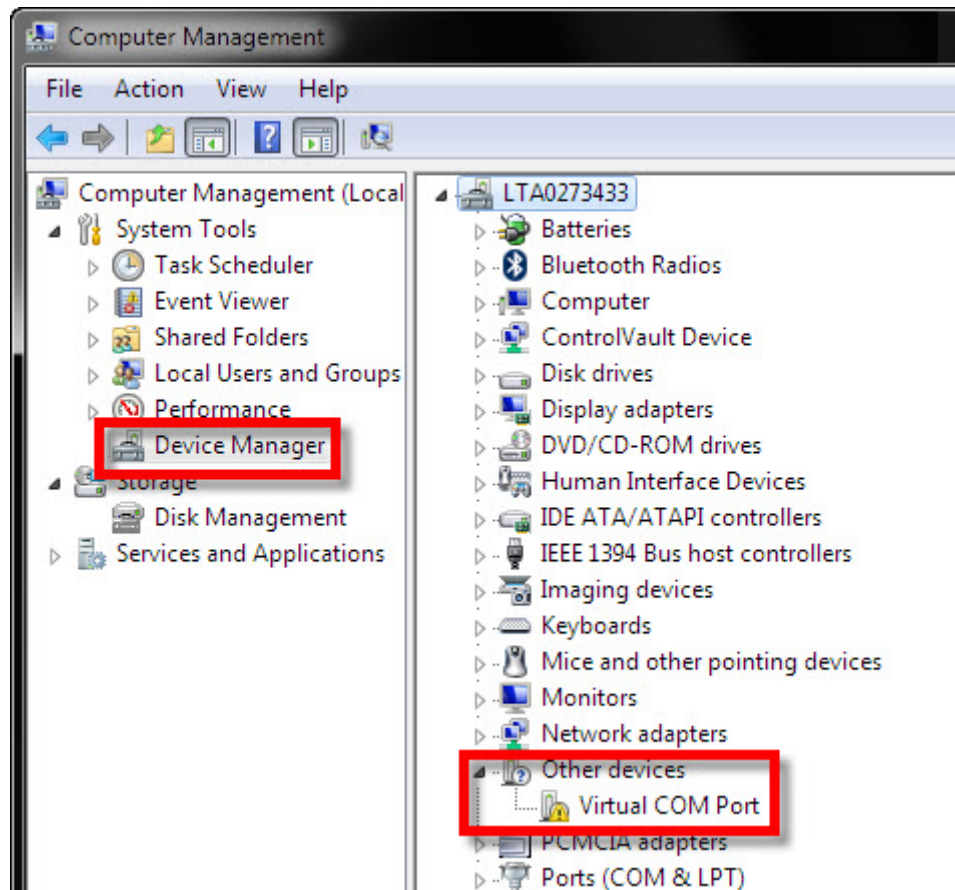 Computer Management
File Action View Help
Computer Management (Local
System Tools
Task Scheduler
Event Viewer
Shared Folders
Local Users and Groups
Performance
Device Manager
Storage
Disk Management
Services and Applications
LTA0273433
Batteries
Bluetooth Radios
Computer
ControlVault Device
Disk drives
Display adapters
DVD/CD-ROM drives
Human Interface Devices
IDE ATA/ATAPI controllers
IEEE 1394 Bus host controllers
Imaging devices
Keyboards
Mice and other pointing devices
Monitors
Network adapters
Other devices
Virtual COM Port
PCMCIA adapters
Ports (COM & LPT)